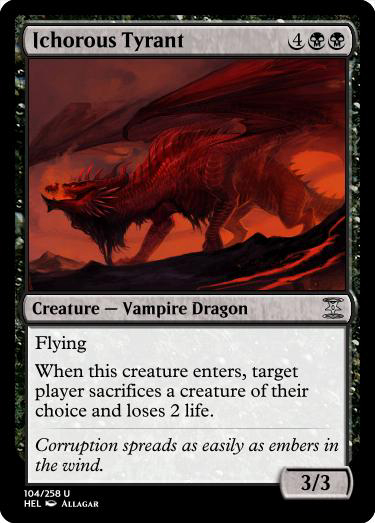 Ichorous Tyrant 4
Creature — Vampire Dragon
Flying
When this creature enters, target
player sacrifices a creature of their
choice and loses 2 life.
Corruption spreads as easily as embers in
the wind.
3/3
104/258 U
HEL ALLAGAR